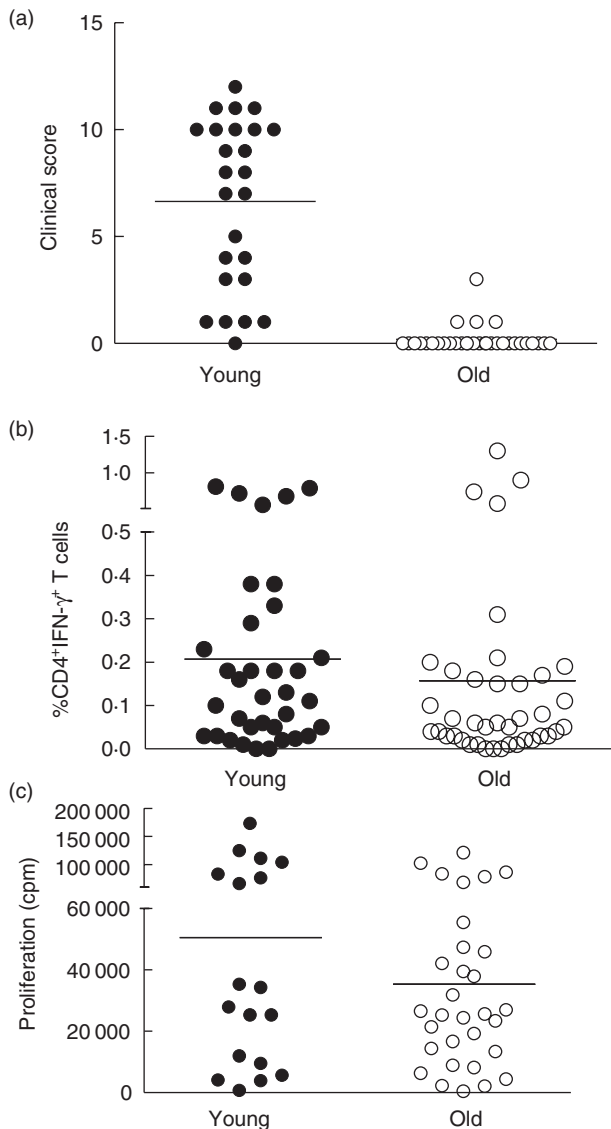 (a)
15
10
5
0
Clinical score
Young Old
(b)
1·5
1·0
0·5
0·4
0·3
0·2
0·1
0·0
%CD4+IFN-γ+ T cells
Young Old
(c)
200 000
150 000
100 000
60 000
40 000
20 000
0
Proliferation (cpm)
Young Old